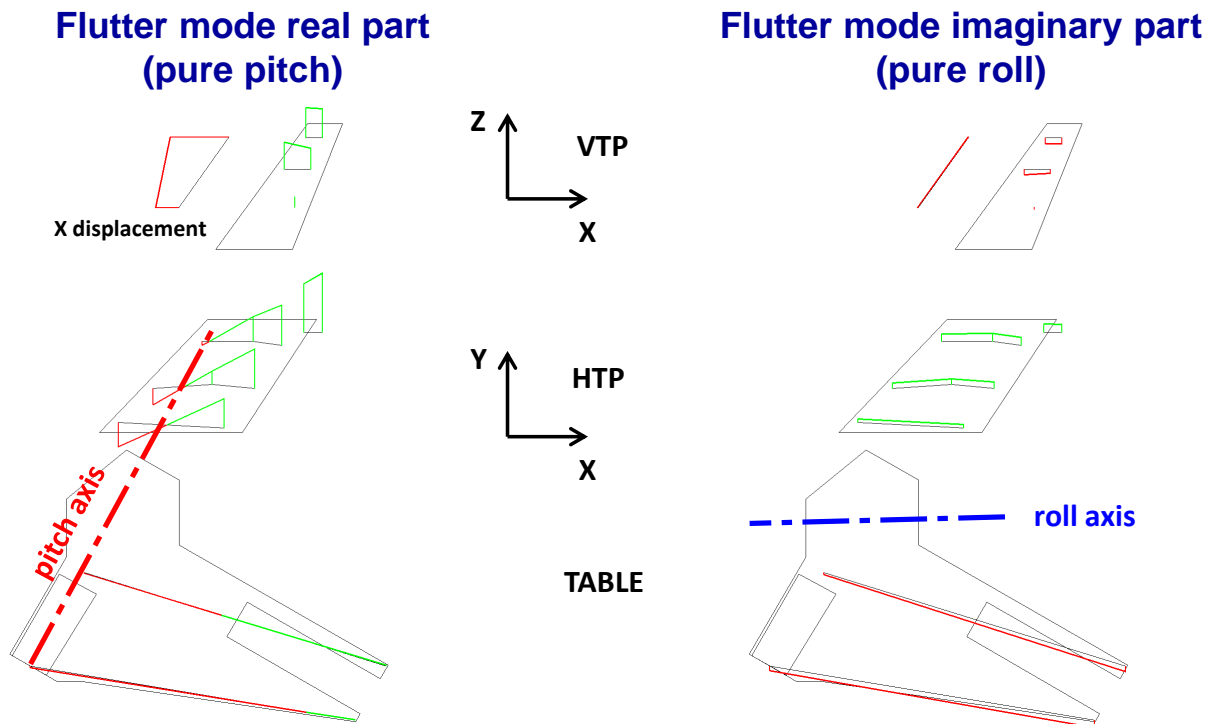 Flutter mode real part
(pure pitch)
Flutter mode imaginary part
(pure roll)
Z
VTP
X
X displacement
Y
HTP
X
pitch axis
roll axis
TABLE